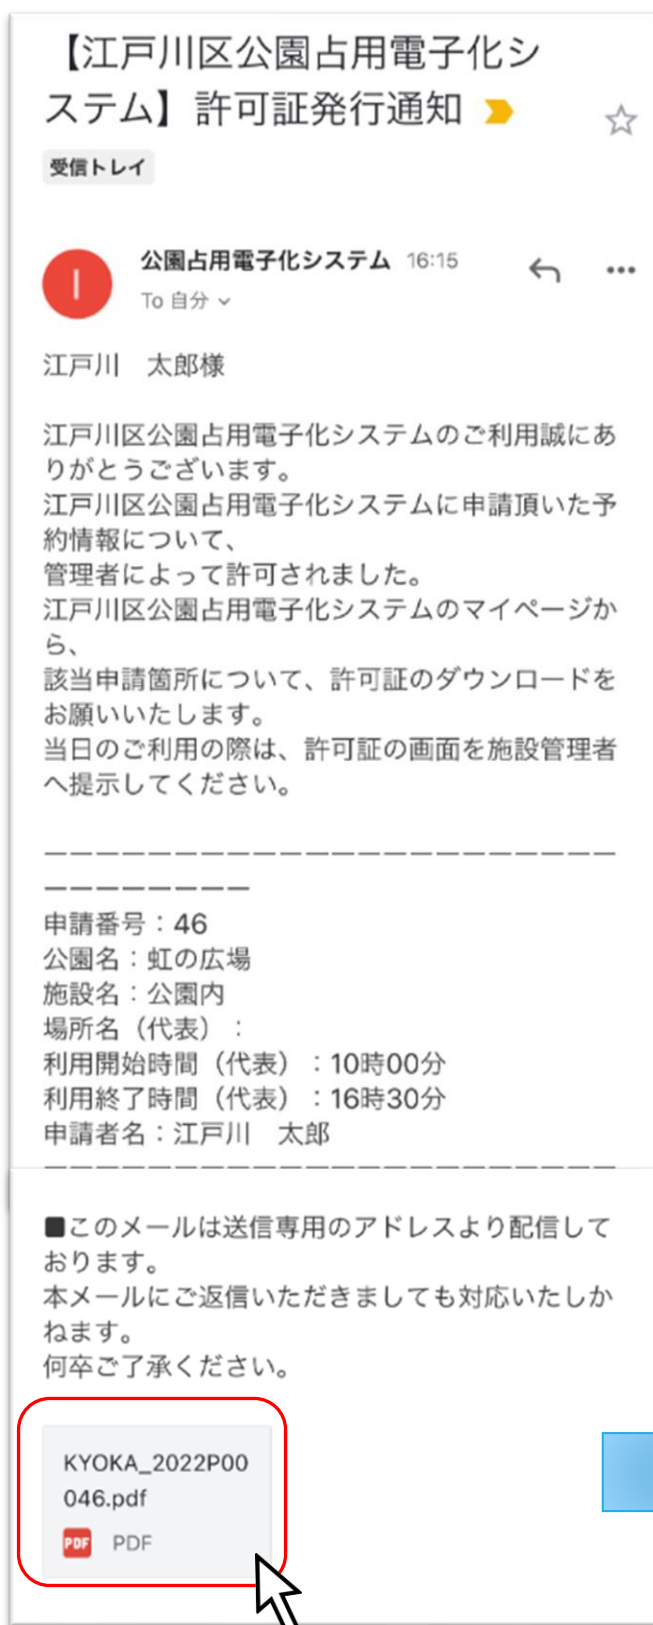 【江戸川区公園占用電子化シ
ステム】許可証発行通知
受信トレイ
I
公園占用電子化システム 16:15
To 自分
江戸川　太郎様
江戸川区公園占用電子化システムのご利用誠にあ
りがとうございます。
江戸川区公園占用電子化システムに申請頂いた予
約情報について、
管理者によって許可されました。
江戸川区公園占用電子化システムのマイページか
ら、
該当申請箇所について、許可証のダウンロードを
お願いいたします。
当日のご利用の際は、許可証の画面を施設管理者
へ提示してください。
ーーーーーーーーーーーーーーーーーーーーーー
ーーーーーーーー
申請番号：46
公園名：虹の広場
施設名：公園内
場所名（代表）：
利用開始時間（代表）：10時00分
利用終了時間（代表）：16時30分
申請者名：江戸川　太郎
ーーーーーーーーーーーーーーーーーーーーーー
■このメールは送信専用のアドレスより配信して
おります。
本メールにご返信いただきましても対応いたしか
ねます。
何卒ご了承ください。
KYOKA_2022P00
046.pdf
PDF PDF